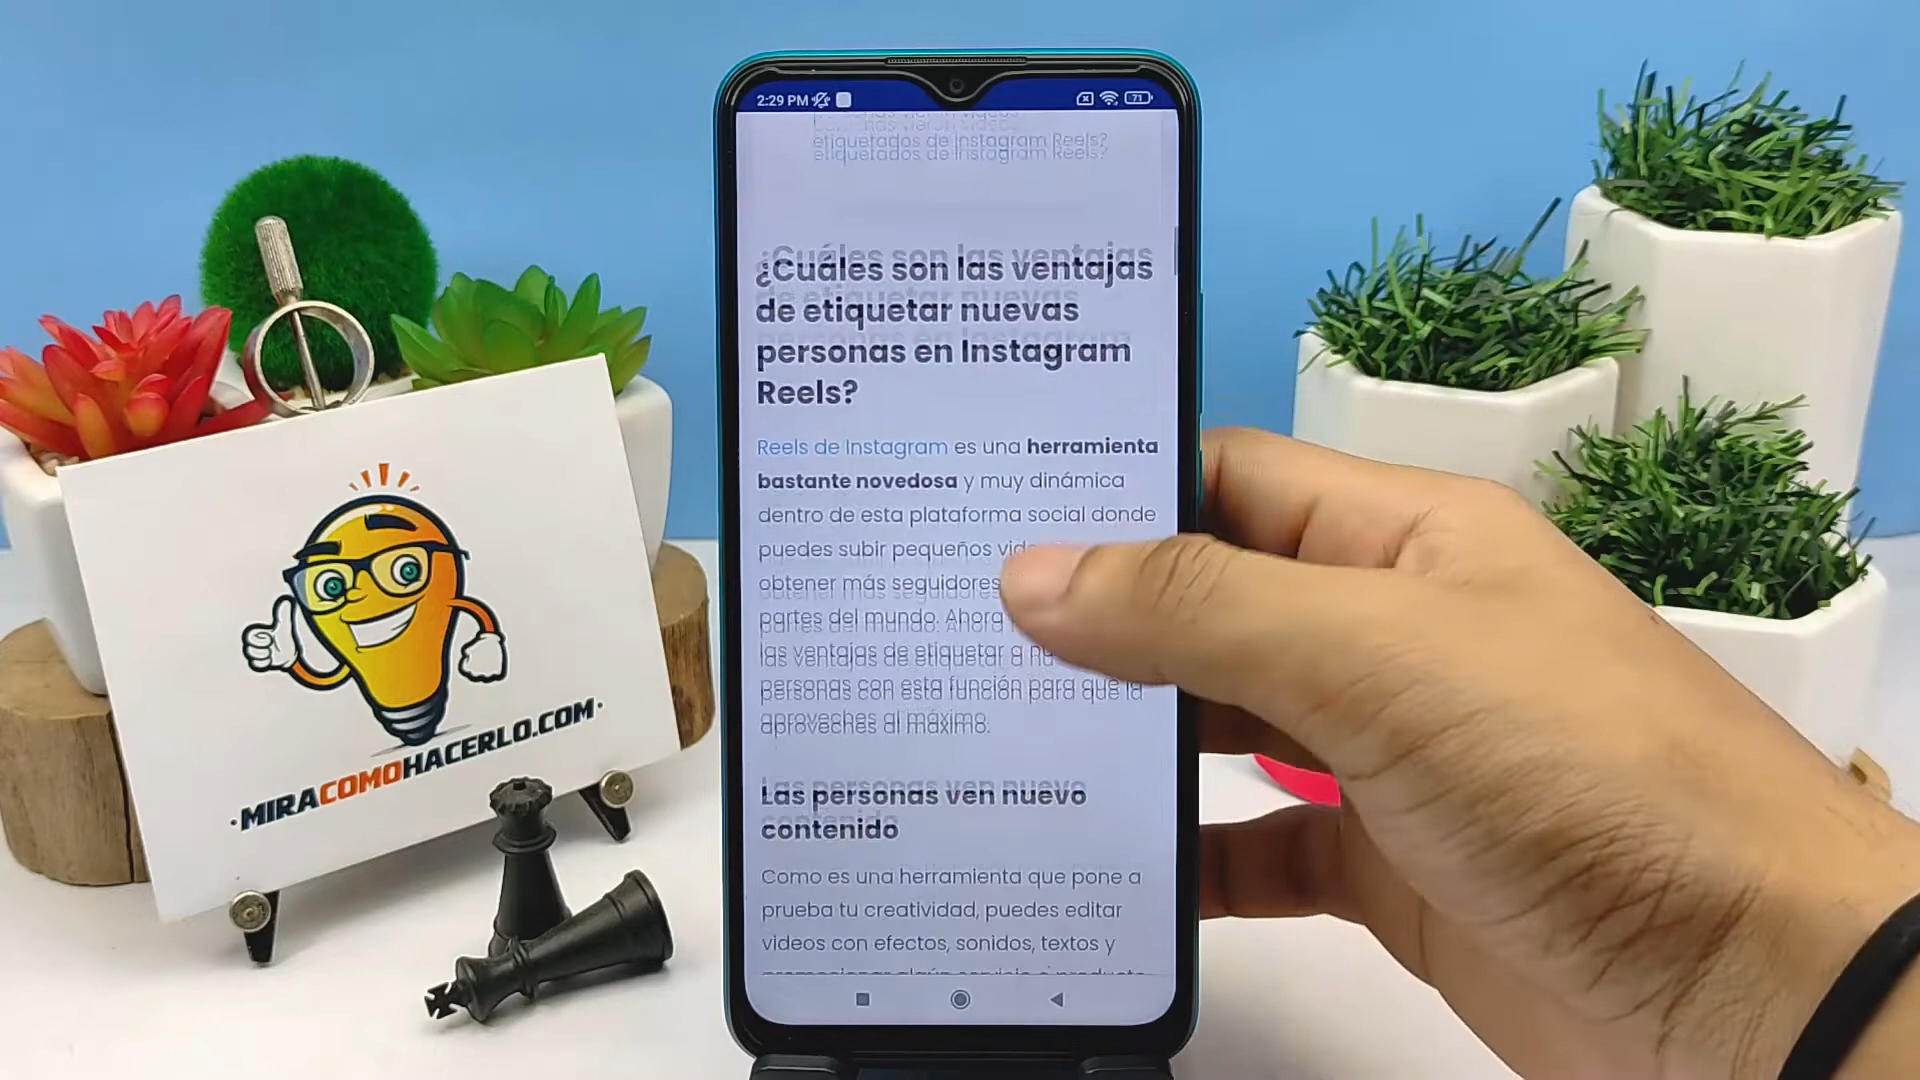 2:29 PM
71
etiquetados de Instagram Reels?
¿Cuáles son las ventajas
de etiquetar nuevas
personas en Instagram
Reels?
Reels de Instagram es una herramienta
bastante novedosa y muy dinámica
dentro de esta plataforma social donde
puedes subir pequeños
obtener más seguidores
partes del mundo. Ahora
las ventajas de etiquetar a
personas con esta función para que la
aproveches al máximo.
Las personas ven nuevo
contenido
Como es una herramienta que pone a
prueba tu creatividad, puedes editar
videos con efectos, sonidos, textos y
·MIRACOMOHACERLO.COM·